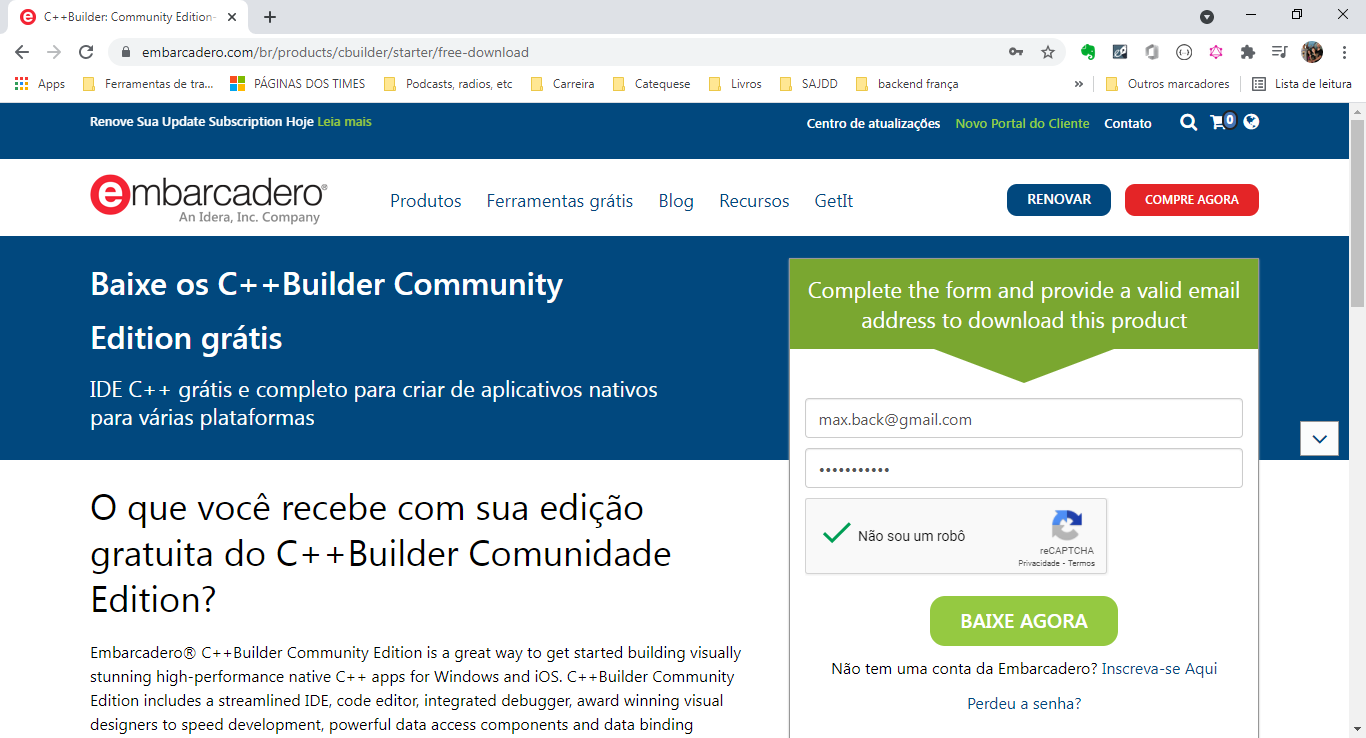 C++Builder: Community Edition-
embarcadero.com/br/products/cbuilder/starter/free-download
Apps
Ferramentas de tra...
PÁGINAS DOS TIMES
Podcasts, radios, etc
Carreira
Catequese
Livros
SAJDD
backend frança
»
Outros marcadores
Lista de leitura
Renove Sua Update Subscription Hoje Leia mais
Centro de atualizações
Novo Portal do Cliente
Contato
0
embarcadero®
An Idera, Inc. Company
Produtos
Ferramentas grátis
Blog
Recursos
GetIt
RENOVAR
COMPRE AGORA
Baixe os C++Builder Community
Edition grátis
IDE C++ grátis e completo para criar de aplicativos nativos
para várias plataformas
Complete the form and provide a valid email
address to download this product
max.back@gmail.com
•••••••••••
Não sou um robô
reCAPTCHA
Privacidade - Termos
BAIXE AGORA
Não tem uma conta da Embarcadero? Inscreva-se Aqui
Perdeu a senha?
O que você recebe com sua edição
gratuita do C++Builder Comunidade
Edition?
Embarcadero® C++Builder Community Edition is a great way to get started building visually
stunning high-performance native C++ apps for Windows and iOS. C++Builder Community
Edition includes a streamlined IDE, code editor, integrated debugger, award winning visual
designers to speed development, powerful data access components and data binding